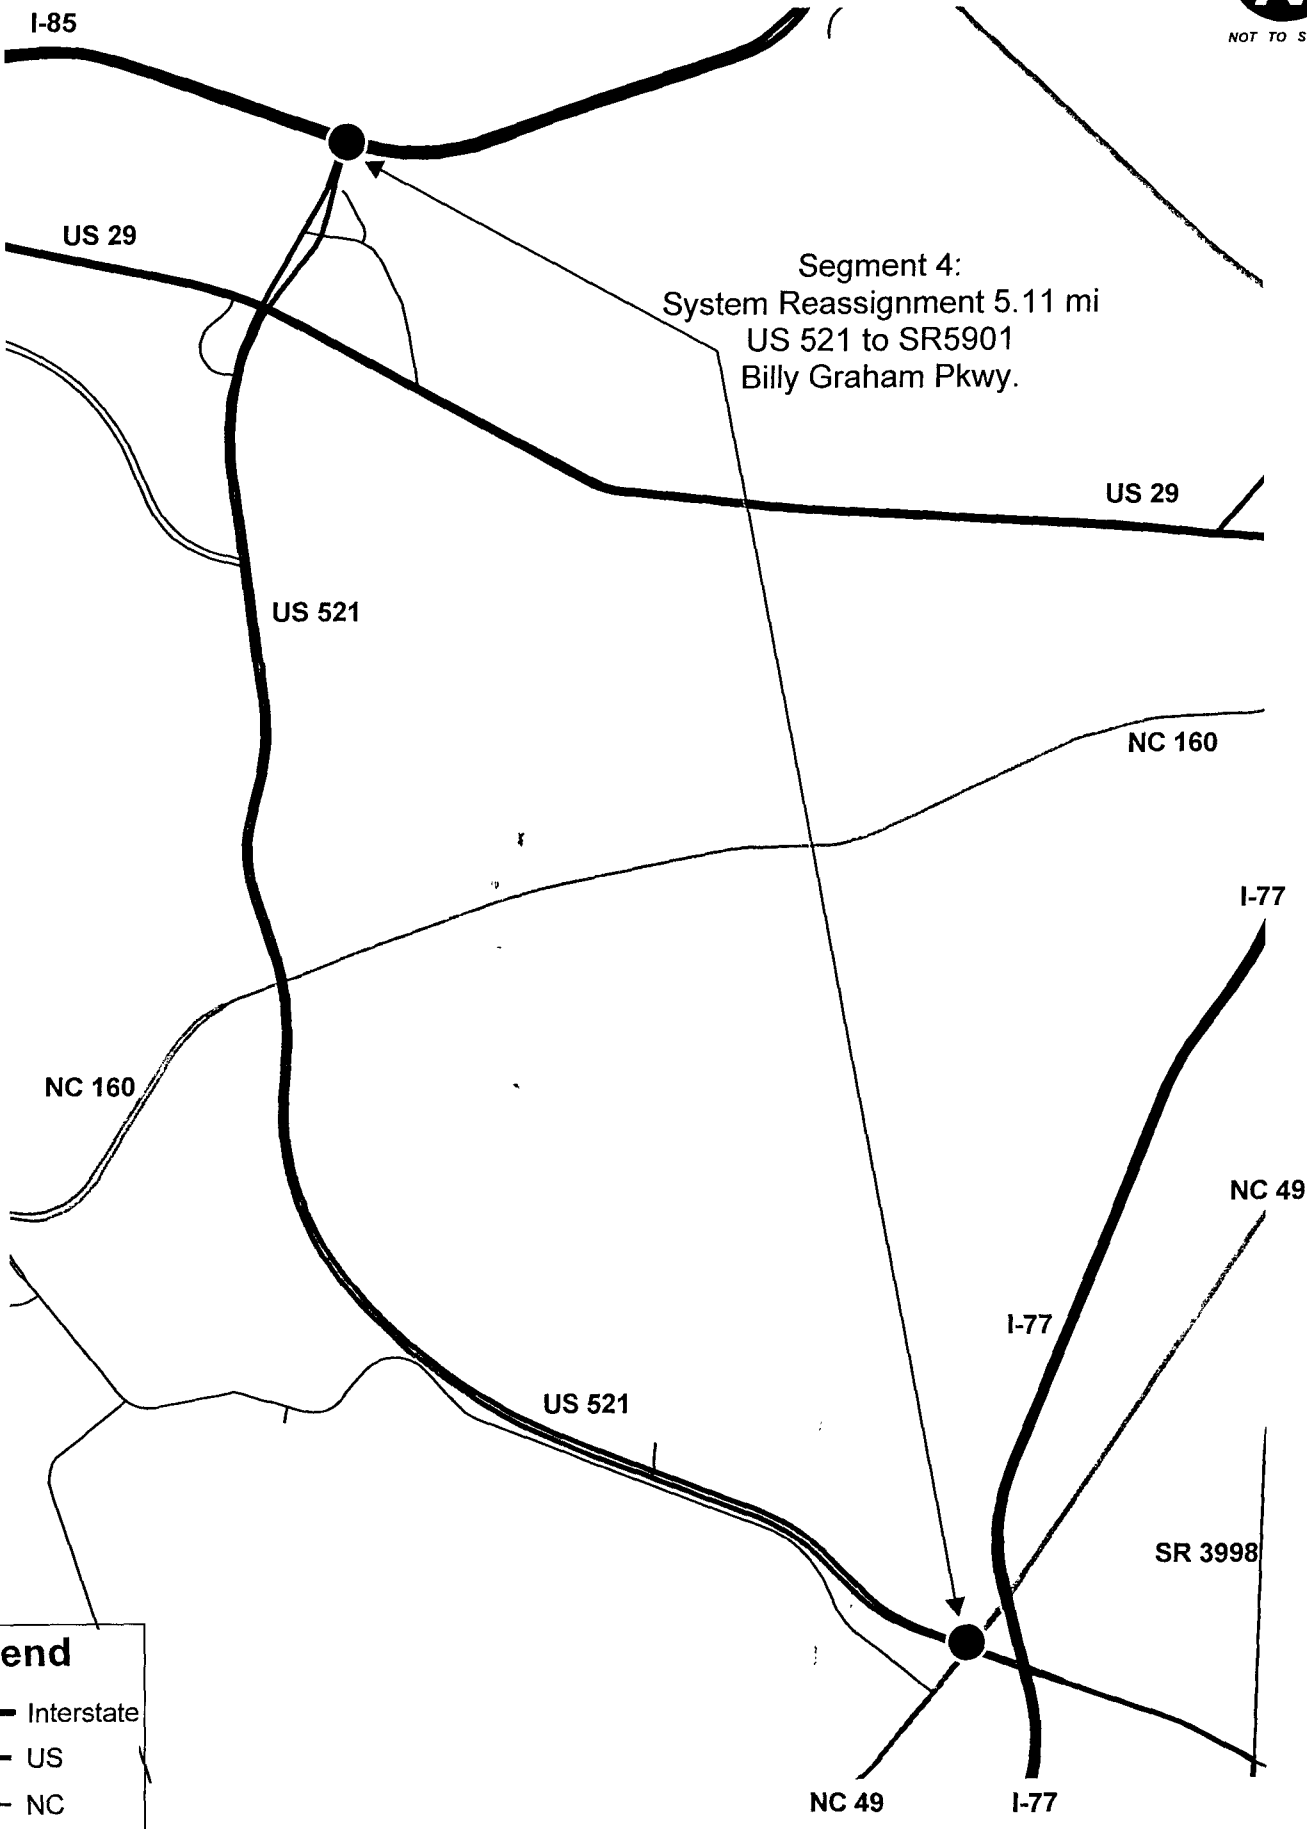 I-85
NOT TO S
US 29
Segment 4:
System Reassignment 5.11 mi
US 521 to SR5901
Billy Graham Pkwy.
US 29
US 521
NC 160
I-77
NC 160
NC 49
I-77
US 521
SR 3998
end
Interstate
US
NC
NC 49
I-77